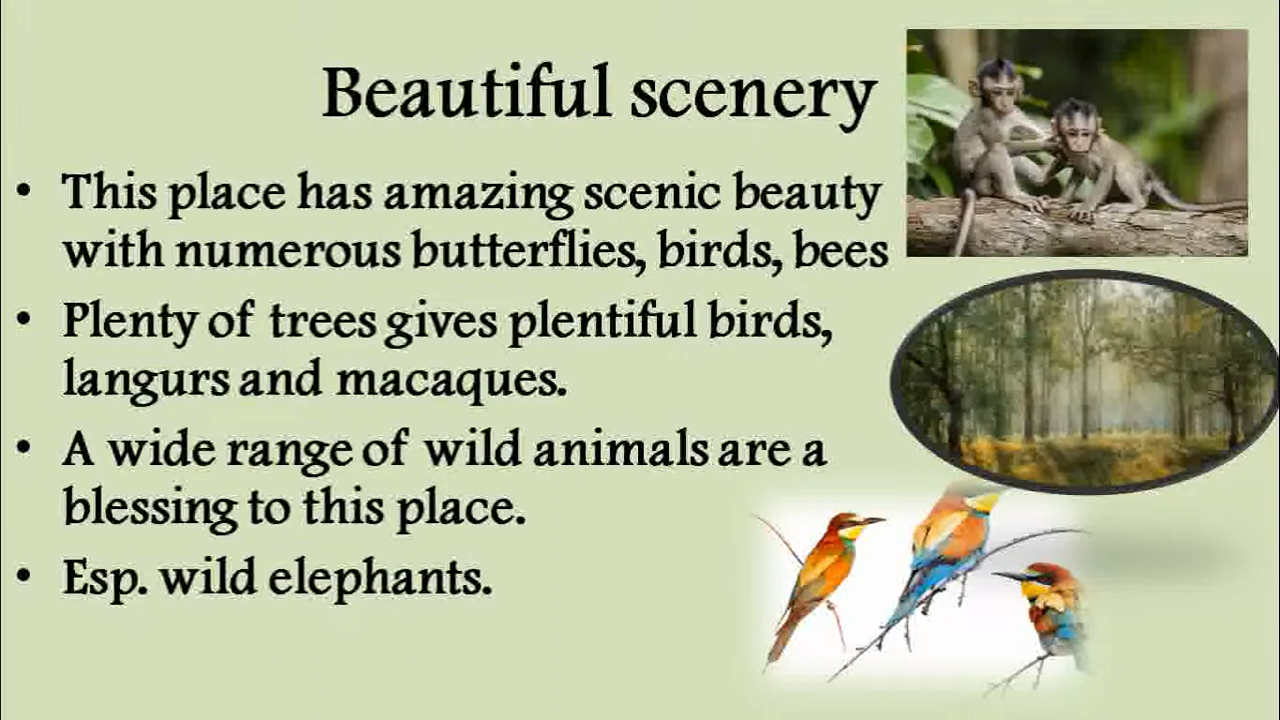 Beautiful scenery
• This place has amazing scenic beauty
with numerous butterflies, birds, bees
• Plenty of trees gives plentiful birds,
langurs and macaques.
• A wide range of wild animals are a
blessing to this place.
• Esp. wild elephants.